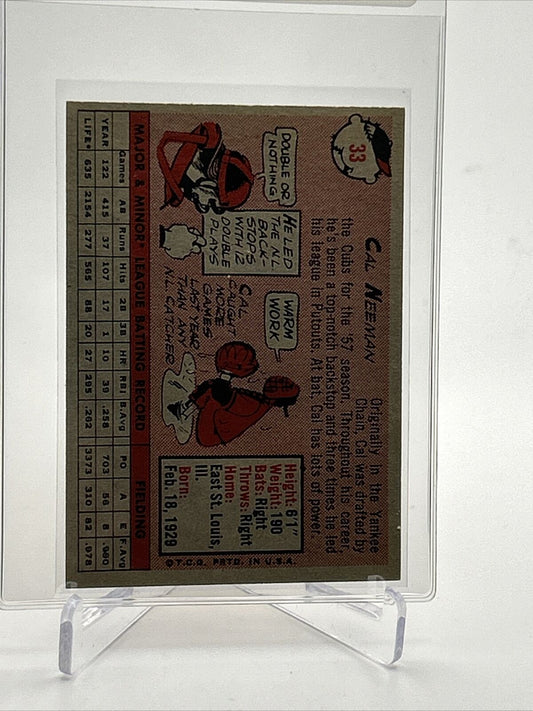 33
CAL NEEMAN
Originally in the Yankee
Chain, Cal was drafted by
the Cubs for the '57 season. Throughout his career,
he's been a top-notch backstop and three times he led
his league in Putouts. At bat, Cal has lots of power.
DOUBLE OR
NOTHING
HE LED
THE N.L.
BACK-
STOPS
WITH 12
DOUBLE
PLAYS
CAL
CAUGHT
MORE
GAMES
LAST YEAR
THAN ANY
N.L. CATCHER
WARM
WORK
Height: 6'1"
Weight: 190
Bats: Right
Throws: Right
Home:
East St. Louis,
Ill.
Born:
Feb. 18, 1929
©T.C.G. PRTD. IN U.S.A.
MAJOR & MINOR* LEAGUE BATTING RECORD FIELDING
Games AB Runs Hits 2B 3B HR RBI B.Avg PO A E F.Avg
YEAR 122 415 37 107 17 1 10 39 .258 703 56 8 .990
LIFE* 635 2154 277 565 88 20 27 295 .262 3373 310 82 .978